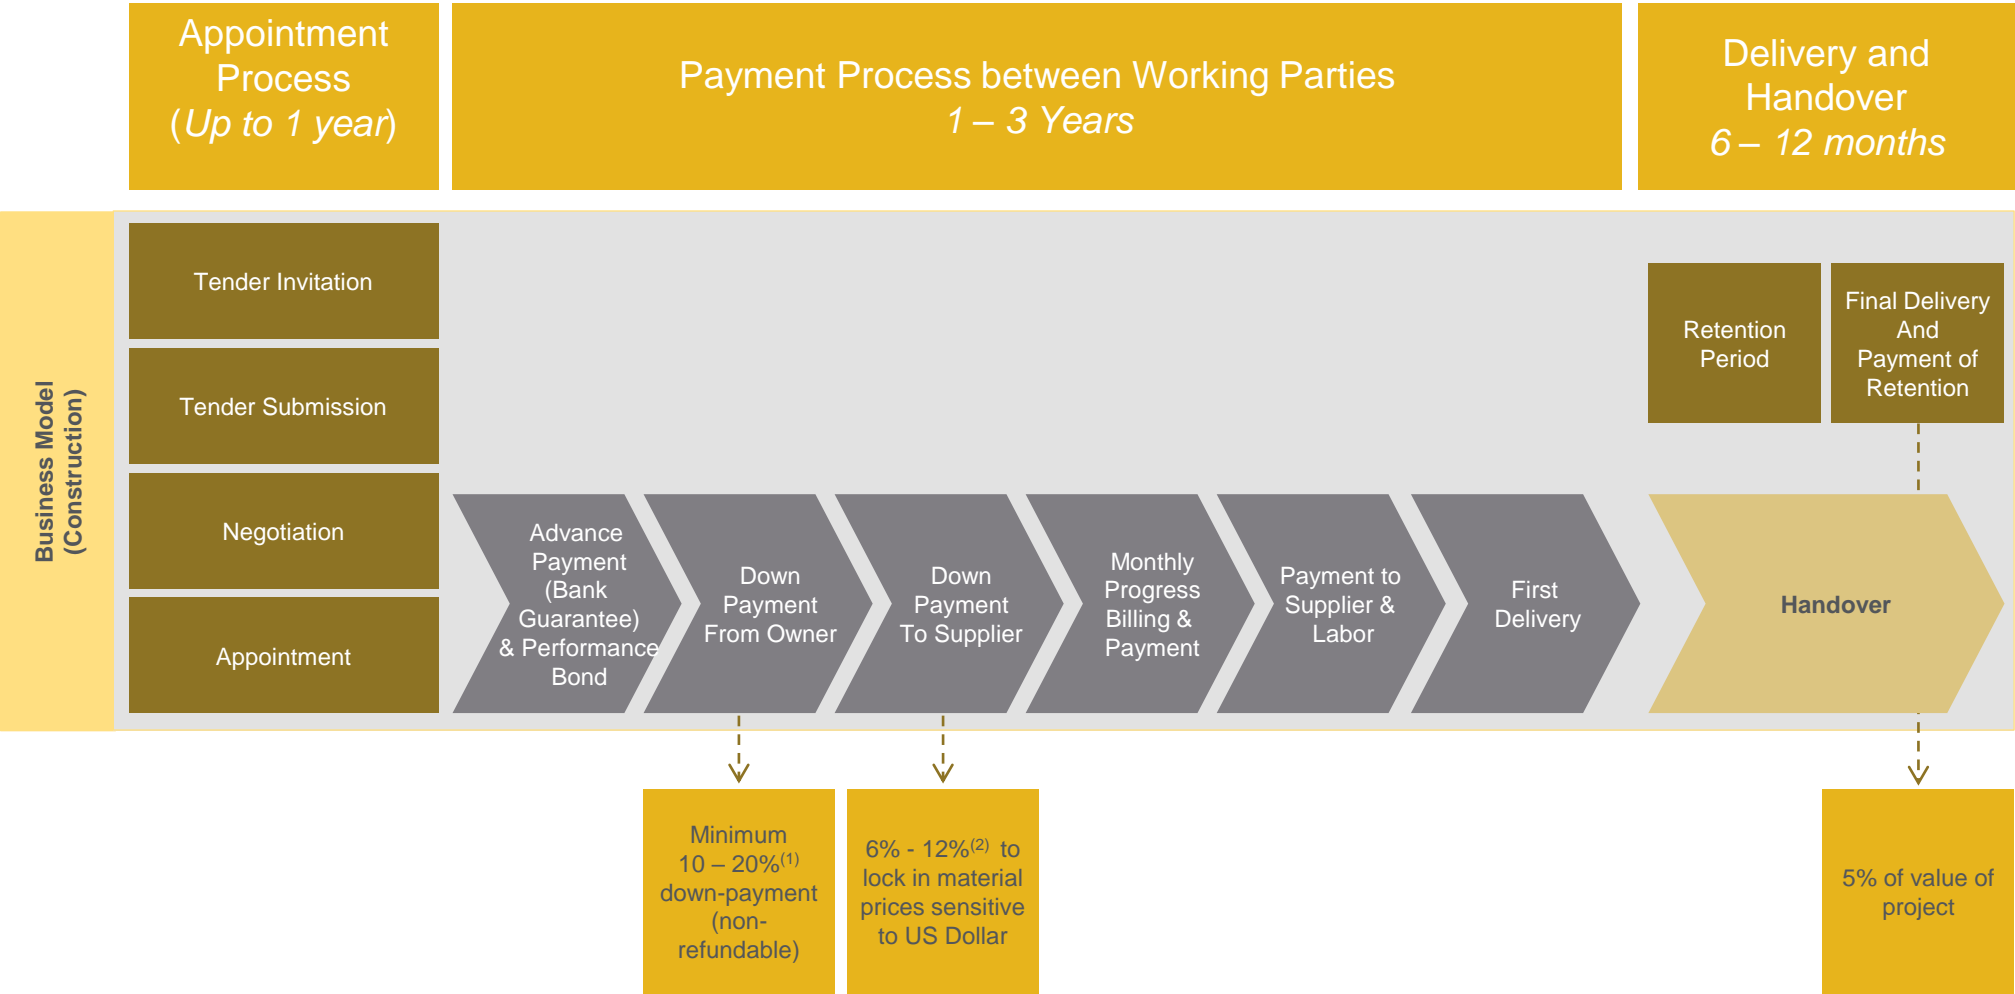 Appointment
Process
(Up to 1 year)
Payment Process between Working Parties
1 – 3 Years
Delivery and
Handover
6 – 12 months
Business Model
(Construction)
Tender Invitation
Tender Submission
Negotiation
Appointment
Retention
Period
Final Delivery
And
Payment of
Retention
Advance
Payment
(Bank
Guarantee)
& Performance
Bond
Down
Payment
From Owner
Down
Payment
To Supplier
Monthly
Progress
Billing &
Payment
Payment to
Supplier &
Labor
First
Delivery
Handover
Minimum
10 – 20%(1)
down-payment
(non-
refundable)
6% - 12%(2) to
lock in material
prices sensitive
to US Dollar
5% of value of
project